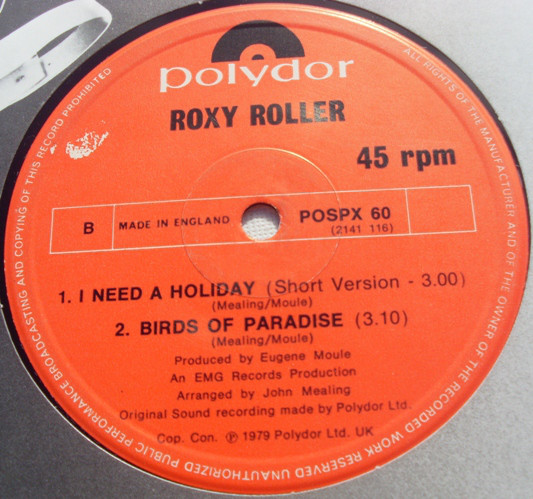 polydor
ROXY ROLLER
45 rpm
B
MADE IN ENGLAND
POSPX 60
(2141 116)
1. I NEED A HOLIDAY (Short Version - 3.00)
(Mealing/Moule)
2. BIRDS OF PARADISE (3.10)
(Mealing/Moule)
Produced by Eugene Moule
An EMG Records Production
Arranged by John Mealing
Original Sound recording made by Polydor Ltd.
Cop. Con. ℗ 1979 Polydor Ltd. UK
ALL RIGHTS OF THE MANUFACTURER AND OF THE OWNER OF THE RECORDED WORK RESERVED UNAUTHORIZED PUBLIC PERFORMANCE BROADCASTING AND COPYING OF THIS RECORD PROHIBITED